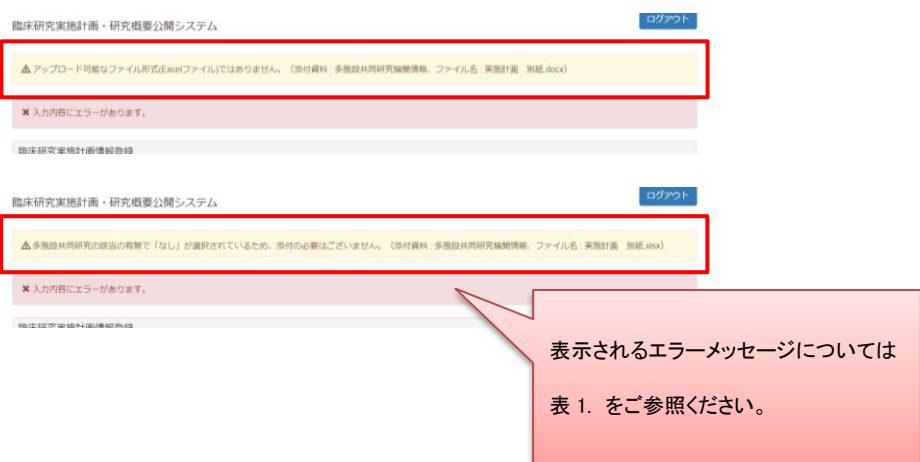 臨床研究実施計画・研究概要公開システム
ログアウト
アップロード可能なファイル形式(Excelファイル)ではありません。（添付資料：多施設共同研究機関情報、ファイル名：実施計画　別紙.docx）
入力内容にエラーがあります。
臨床研究実施計画情報登録
臨床研究実施計画・研究概要公開システム
ログアウト
多施設共同研究の該当の有無で「なし」が選択されているため、添付の必要はございません。（添付資料：多施設共同研究機関情報、ファイル名：実施計画　別紙.xlsx）
入力内容にエラーがあります。
臨床研究実施計画情報登録
表示されるエラーメッセージについては
表 1. をご参照ください。